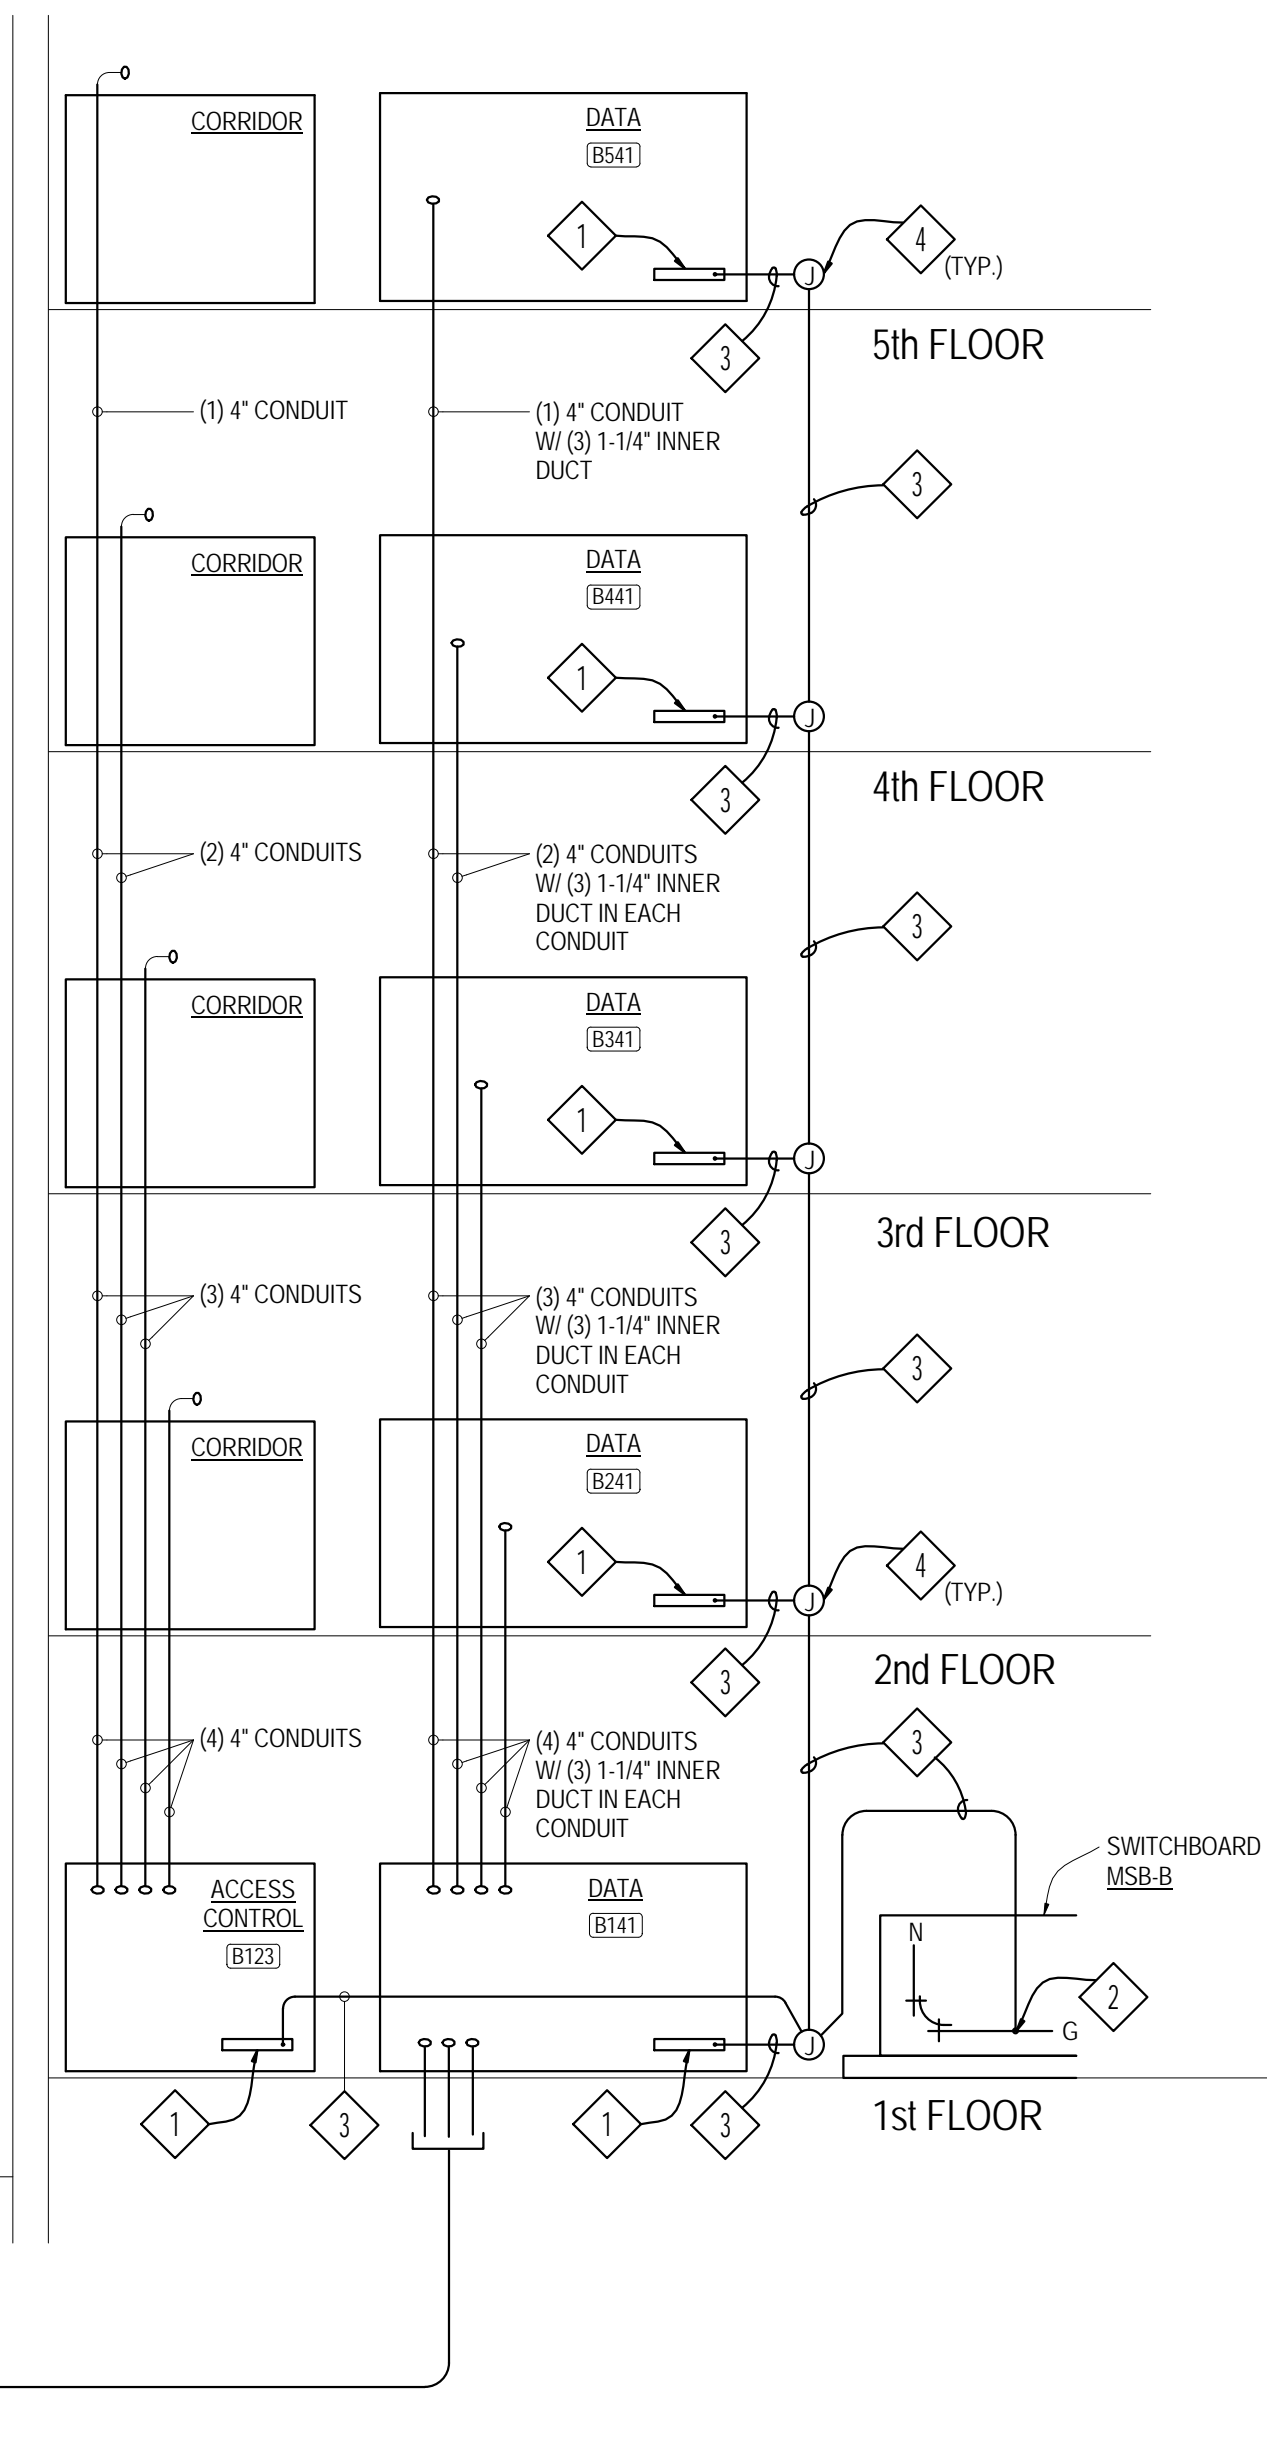 CORRIDOR
DATA
B541
1
4
(TYP.)
J
3
5th FLOOR
(1) 4" CONDUIT
(1) 4" CONDUIT
W/ (3) 1-1/4" INNER
DUCT
3
CORRIDOR
DATA
B441
1
J
3
4th FLOOR
(2) 4" CONDUITS
(2) 4" CONDUITS
W/ (3) 1-1/4" INNER
DUCT IN EACH
CONDUIT
3
CORRIDOR
DATA
B341
1
J
3
3rd FLOOR
(3) 4" CONDUITS
(3) 4" CONDUITS
W/ (3) 1-1/4" INNER
DUCT IN EACH
CONDUIT
3
CORRIDOR
DATA
B241
1
4
(TYP.)
J
3
2nd FLOOR
(4) 4" CONDUITS
(4) 4" CONDUITS
W/ (3) 1-1/4" INNER
DUCT IN EACH
CONDUIT
3
SWITCHBOARD
MSB-B
ACCESS
CONTROL
B123
DATA
B141
N
2
G
J
1
3
1
3
1st FLOOR